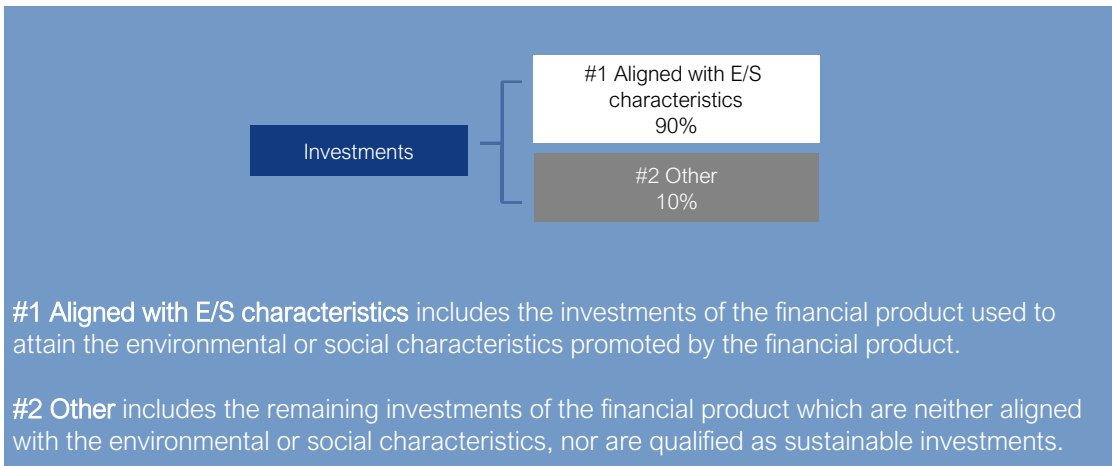 #1 Aligned with E/S
characteristics
90%
Investments
#2 Other
10%
#1 Aligned with E/S characteristics includes the investments of the financial product used to
attain the environmental or social characteristics promoted by the financial product.
#2 Other includes the remaining investments of the financial product which are neither aligned
with the environmental or social characteristics, nor are qualified as sustainable investments.